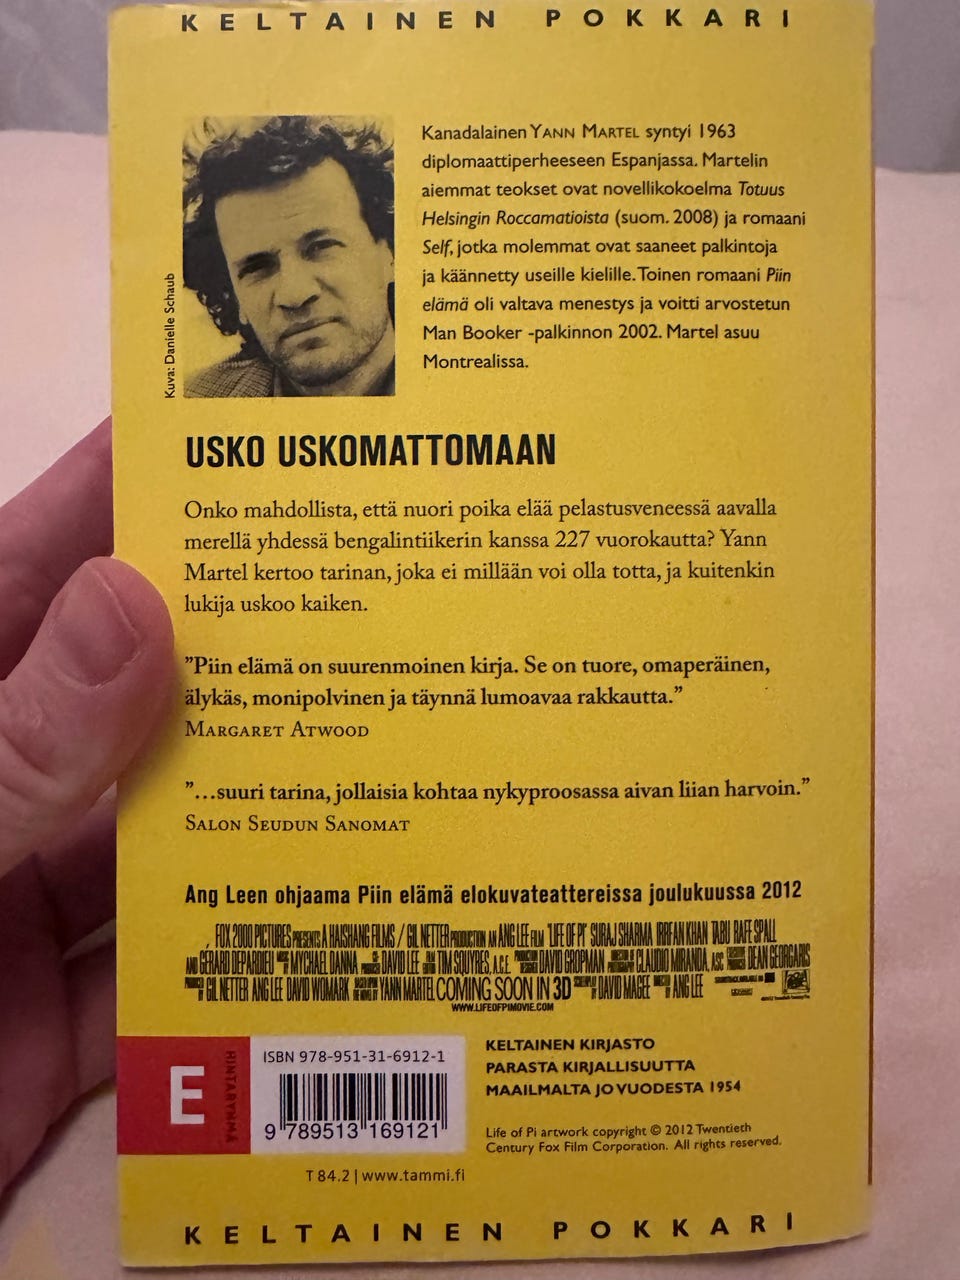 KELTAINEN POKKARI
Kuva: Danielle Schaub
Kanadalainen YANN MARTEL syntyi 1963
diplomaattiperheeseen Espanjassa. Martelin
aiemmat teokset ovat novellikokoelma Totuus
Helsingin Roccamatioista (suom. 2008) ja romaani
Self, jotka molemmat ovat saaneet palkintoja
ja käännetty useille kielille. Toinen romaani Piin
elämä oli valtava menestys ja voitti arvostetun
Man Booker -palkinnon 2002. Martel asuu
Montrealissa.
USKO USKOMATTOMAAN
Onko mahdollista, että nuori poika elää pelastusveneessä aavalla
merellä yhdessä bengalintiikerin kanssa 227 vuorokautta? Yann
Martel kertoo tarinan, joka ei millään voi olla totta, ja kuitenkin
lukija uskoo kaiken.
”Piin elämä on suurenmoinen kirja. Se on tuore, omaperäinen,
älykäs, monipolvinen ja täynnä lumoavaa rakkautta.”
MARGARET ATWOOD
”...suuri tarina, jollaisia kohtaa nykyproosassa aivan liian harvoin.”
SALON SEUDUN SANOMAT
Ang Leen ohjaama Piin elämä elokuvateattereissa joulukuussa 2012
FOX 2000 PICTURES PRESENTS A HAISHANG FILMS / GIL NETTER PRODUCTION AN ANG LEE FILM "LIFE OF PI" SURAJ SHARMA IRRFAN KHAN TABU RAFE SPALL
AND GERARD DEPARDIEU MYCHAEL DANNA DAVID LEE TIM SQUYRES, A.C.E. DAVID GROPMAN CLAUDIO MIRANDA, ASC DEAN GEORGARIS
GIL NETTER ANG LEE DAVID WOMARK YANN MARTEL COMING SOON IN 3D DAVID MAGEE ANG LEE
WWW.LIFEOFPIMOVIE.COM
E
HINTARYHMÄ
ISBN 978-951-31-6912-1
9 789513 169121
KELTAINEN KIRJASTO
PARASTA KIRJALLISUUTTA
MAAILMALTA JO VUODESTA 1954
Life of Pi artwork copyright © 2012 Twentieth
Century Fox Film Corporation. All rights reserved.
T 84.2 | www.tammi.fi
KELTAINEN POKKARI